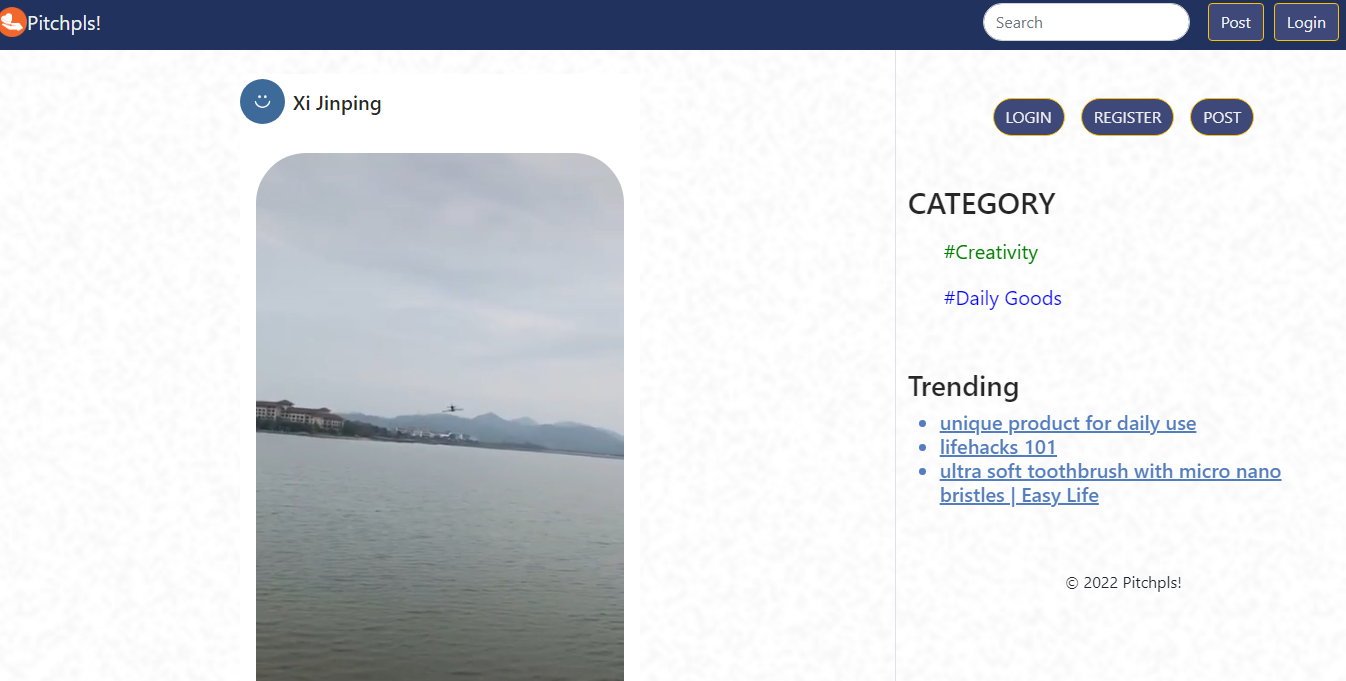 Pitchpls!
Search
Post
Login
Xi Jinping
LOGIN
REGISTER
POST
CATEGORY
#Creativity
#Daily Goods
Trending
unique product for daily use
lifehacks 101
ultra soft toothbrush with micro nano
bristles | Easy Life
© 2022 Pitchpls!